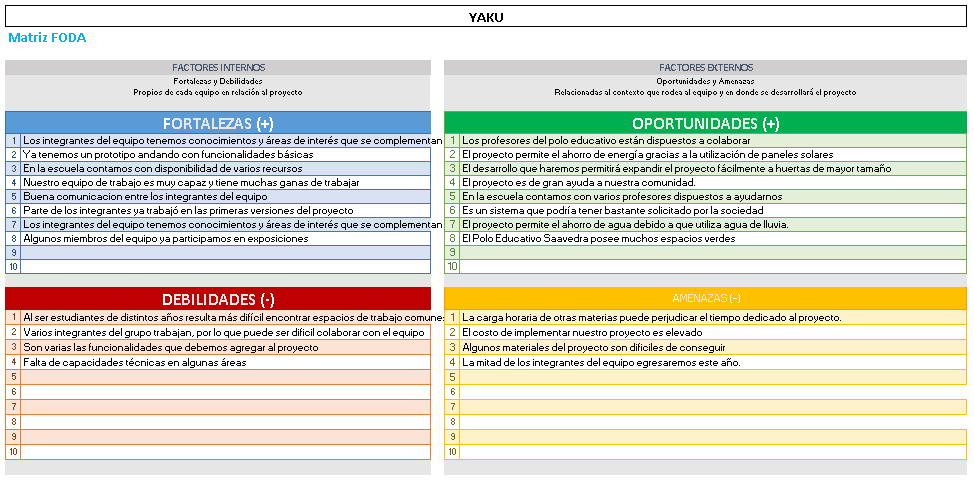 YAKU
Matriz FODA
FACTORES INTERNOS
Fortalezas y Debilidades
Propios de cada equipo en relación al proyecto
FORTALEZAS (+)
1 Los integrantes del equipo tenemos conocimientos y áreas de interés que se complementan
2 Ya tenemos un prototipo andando con funcionalidades básicas
3 En la escuela contamos con disponibilidad de varios recursos
4 Nuestro equipo de trabajo es muy capaz y tiene muchas ganas de trabajar
5 Buena comunicacion entre los integrantes del equipo
6 Parte de los integrantes ya trabajó en las primeras versiones del proyecto
7 Los integrantes del equipo tenemos conocimientos y áreas de interés que se complementan
8 Algunos miembros del equipo ya participamos en exposiciones
9
10
FACTORES EXTERNOS
Oportunidades y Amenazas
Relacionadas al contexto que rodea al equipo y en donde se desarrollará el proyecto
OPORTUNIDADES (+)
1 Los profesores del polo educativo están dispuestos a colaborar
2 El proyecto permite el ahorro de energía gracias a la utilización de paneles solares
3 El desarrollo que haremos permitirá expandir el proyecto fácilmente a huertas de mayor tamaño
4 El proyecto es de gran ayuda a nuestra comunidad.
5 En la escuela contamos con varios profesores dispuestos a ayudarnos
6 Es un sistema que podría tener bastante solicitado por la sociedad
7 El proyecto permite el ahorro de agua debido a que utiliza agua de lluvia.
8 El Polo Educativo Saavedra posee muchos espacios verdes
9
10
DEBILIDADES (-)
1 Al ser estudiantes de distintos años resulta más difícil encontrar espacios de trabajo comunes
2 Varios integrantes del grupo trabajan, por lo que puede ser dificil colaborar con el equipo
3 Son varias las funcionalidades que debemos agregar al proyecto
4 Falta de capacidades técnicas en algunas áreas
5
6
7
8
9
10
AMENAZAS (-)
1 La carga horaria de otras materias puede perjudicar el tiempo dedicado al proyecto.
2 El costo de implementar nuestro proyecto es elevado
3 Algunos materiales del proyecto son dificiles de conseguir
4 La mitad de los integrantes del equipo egresaremos este año.
5
6
7
8
9
10